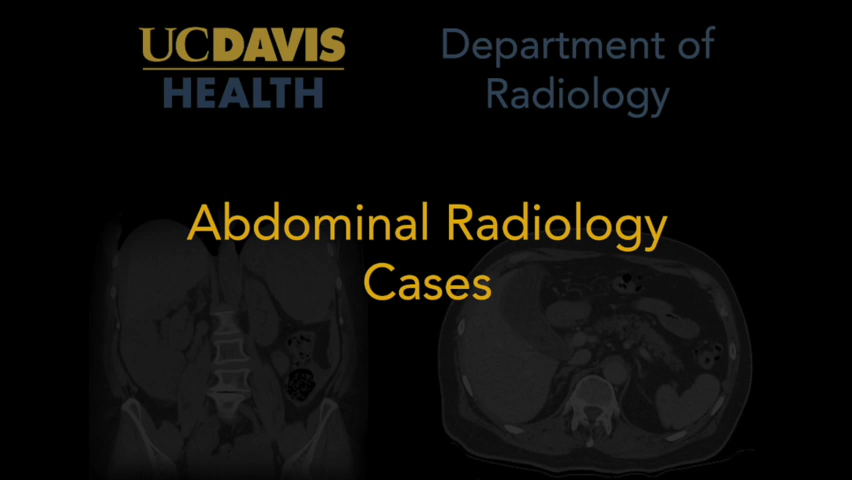 UCDAVIS
HEALTH
Department of
Radiology
Abdominal Radiology
Cases